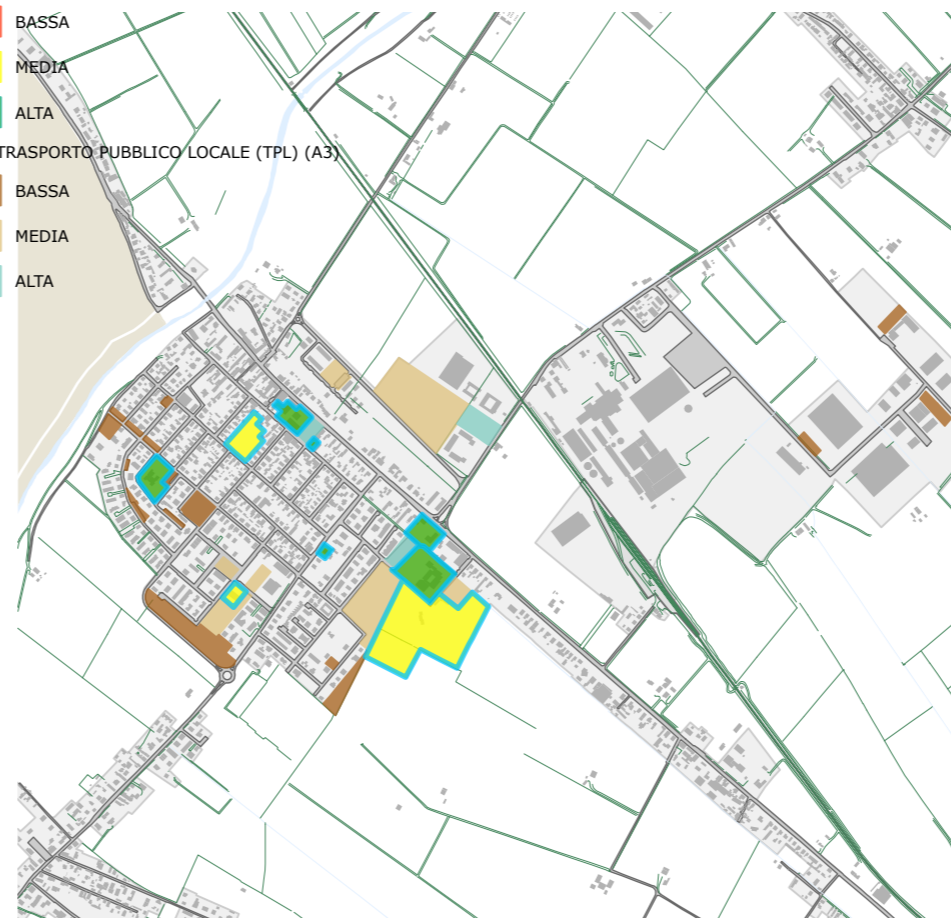 BASSA
MEDIA
ALTA
TRASPORTO PUBBLICO LOCALE (TPL) (A3)
BASSA
MEDIA
ALTA